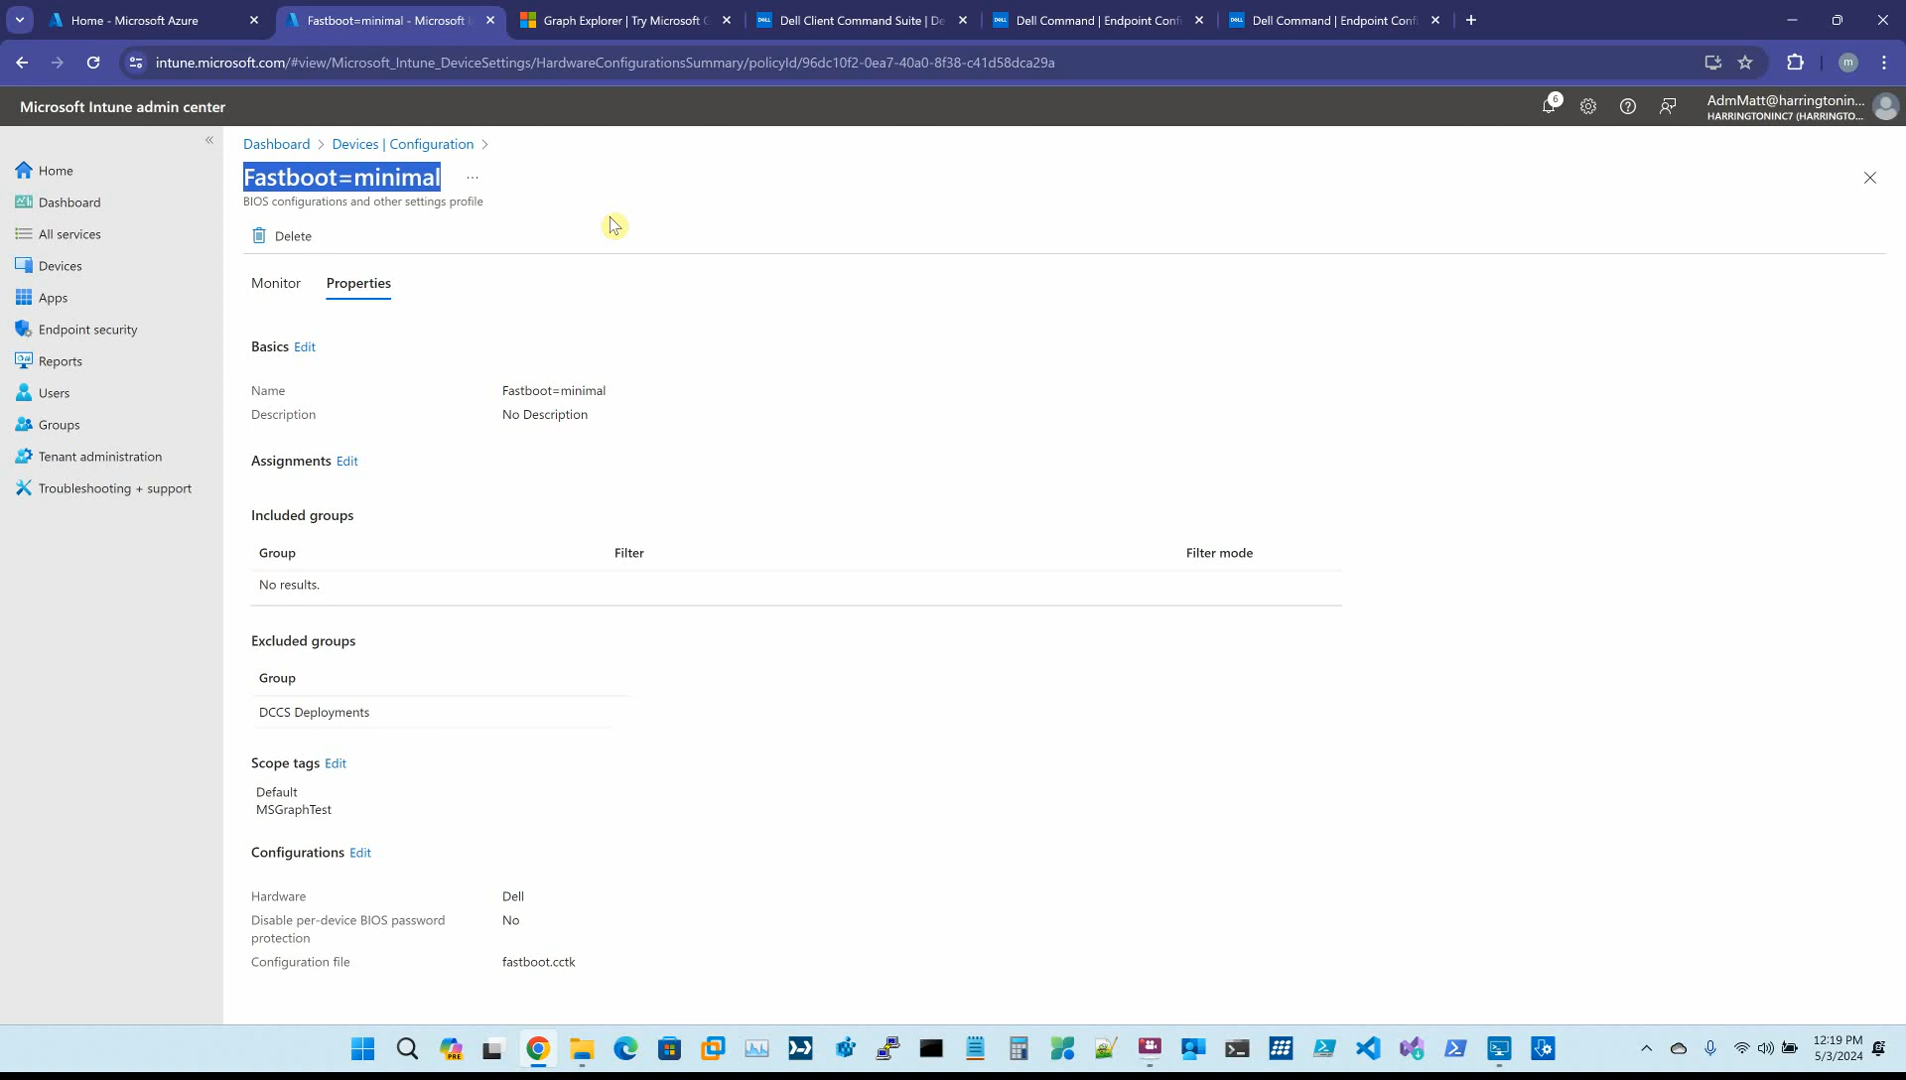 Home - Microsoft Azure
Fastboot=minimal - Microsoft I
Graph Explorer | Try Microsoft G
Dell Client Command Suite | De
Dell Command | Endpoint Confi
Dell Command | Endpoint Confi
intune.microsoft.com/#view/Microsoft_Intune_DeviceSettings/HardwareConfigurationsSummary/policyId/96dc10f2-0ea7-40a0-8f38-c41d58dca29a
m
Microsoft Intune admin center
6
AdmMatt@harringtonin...
HARRINGTONINC7 (HARRINGTO...
Home
Dashboard
All services
Devices
Apps
Endpoint security
Reports
Users
Groups
Tenant administration
Troubleshooting + support
Dashboard > Devices | Configuration >
Fastboot=minimal ...
BIOS configurations and other settings profile
Delete
Monitor Properties
Basics Edit
Name Fastboot=minimal
Description No Description
Assignments Edit
Included groups
Group Filter Filter mode
No results.
Excluded groups
Group
DCCS Deployments
Scope tags Edit
Default
MSGraphTest
Configurations Edit
Hardware Dell
Disable per-device BIOS password No
protection
Configuration file fastboot.cctk
PRE
12:19 PM
5/3/2024